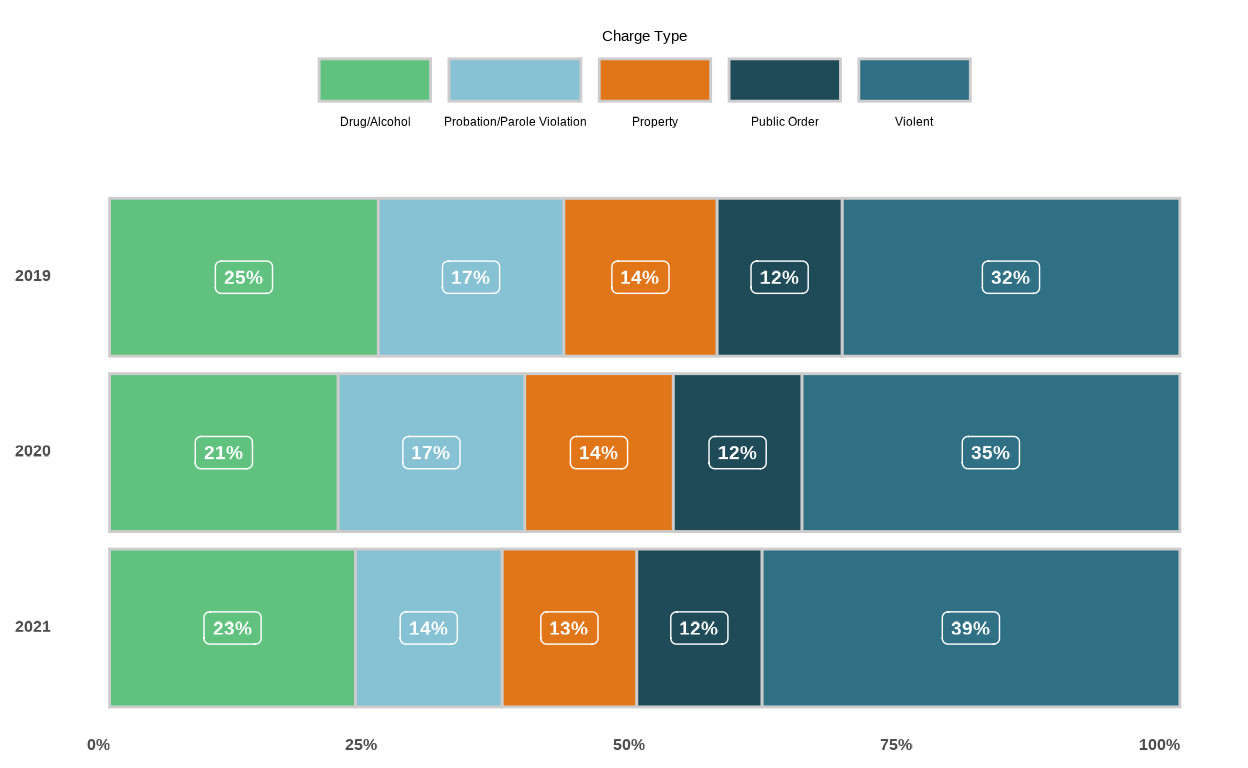 Charge Type
Drug/Alcohol Probation/Parole Violation Property Public Order Violent
2019 25% 17% 14% 12% 32%
2020 21% 17% 14% 12% 35%
2021 23% 14% 13% 12% 39%
0% 25% 50% 75% 100%